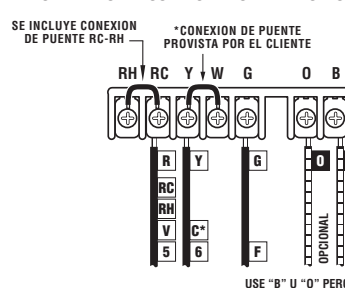 SE INCLUYE CONEXION
DE PUENTE RC-RH
*CONEXION DE PUENTE
PROVISTA POR EL CLIENTE
RH RC Y W G O B
R Y G O
RC
RH
V C*
5 6 F
OPCIONAL
USE "B" U "O" PERO